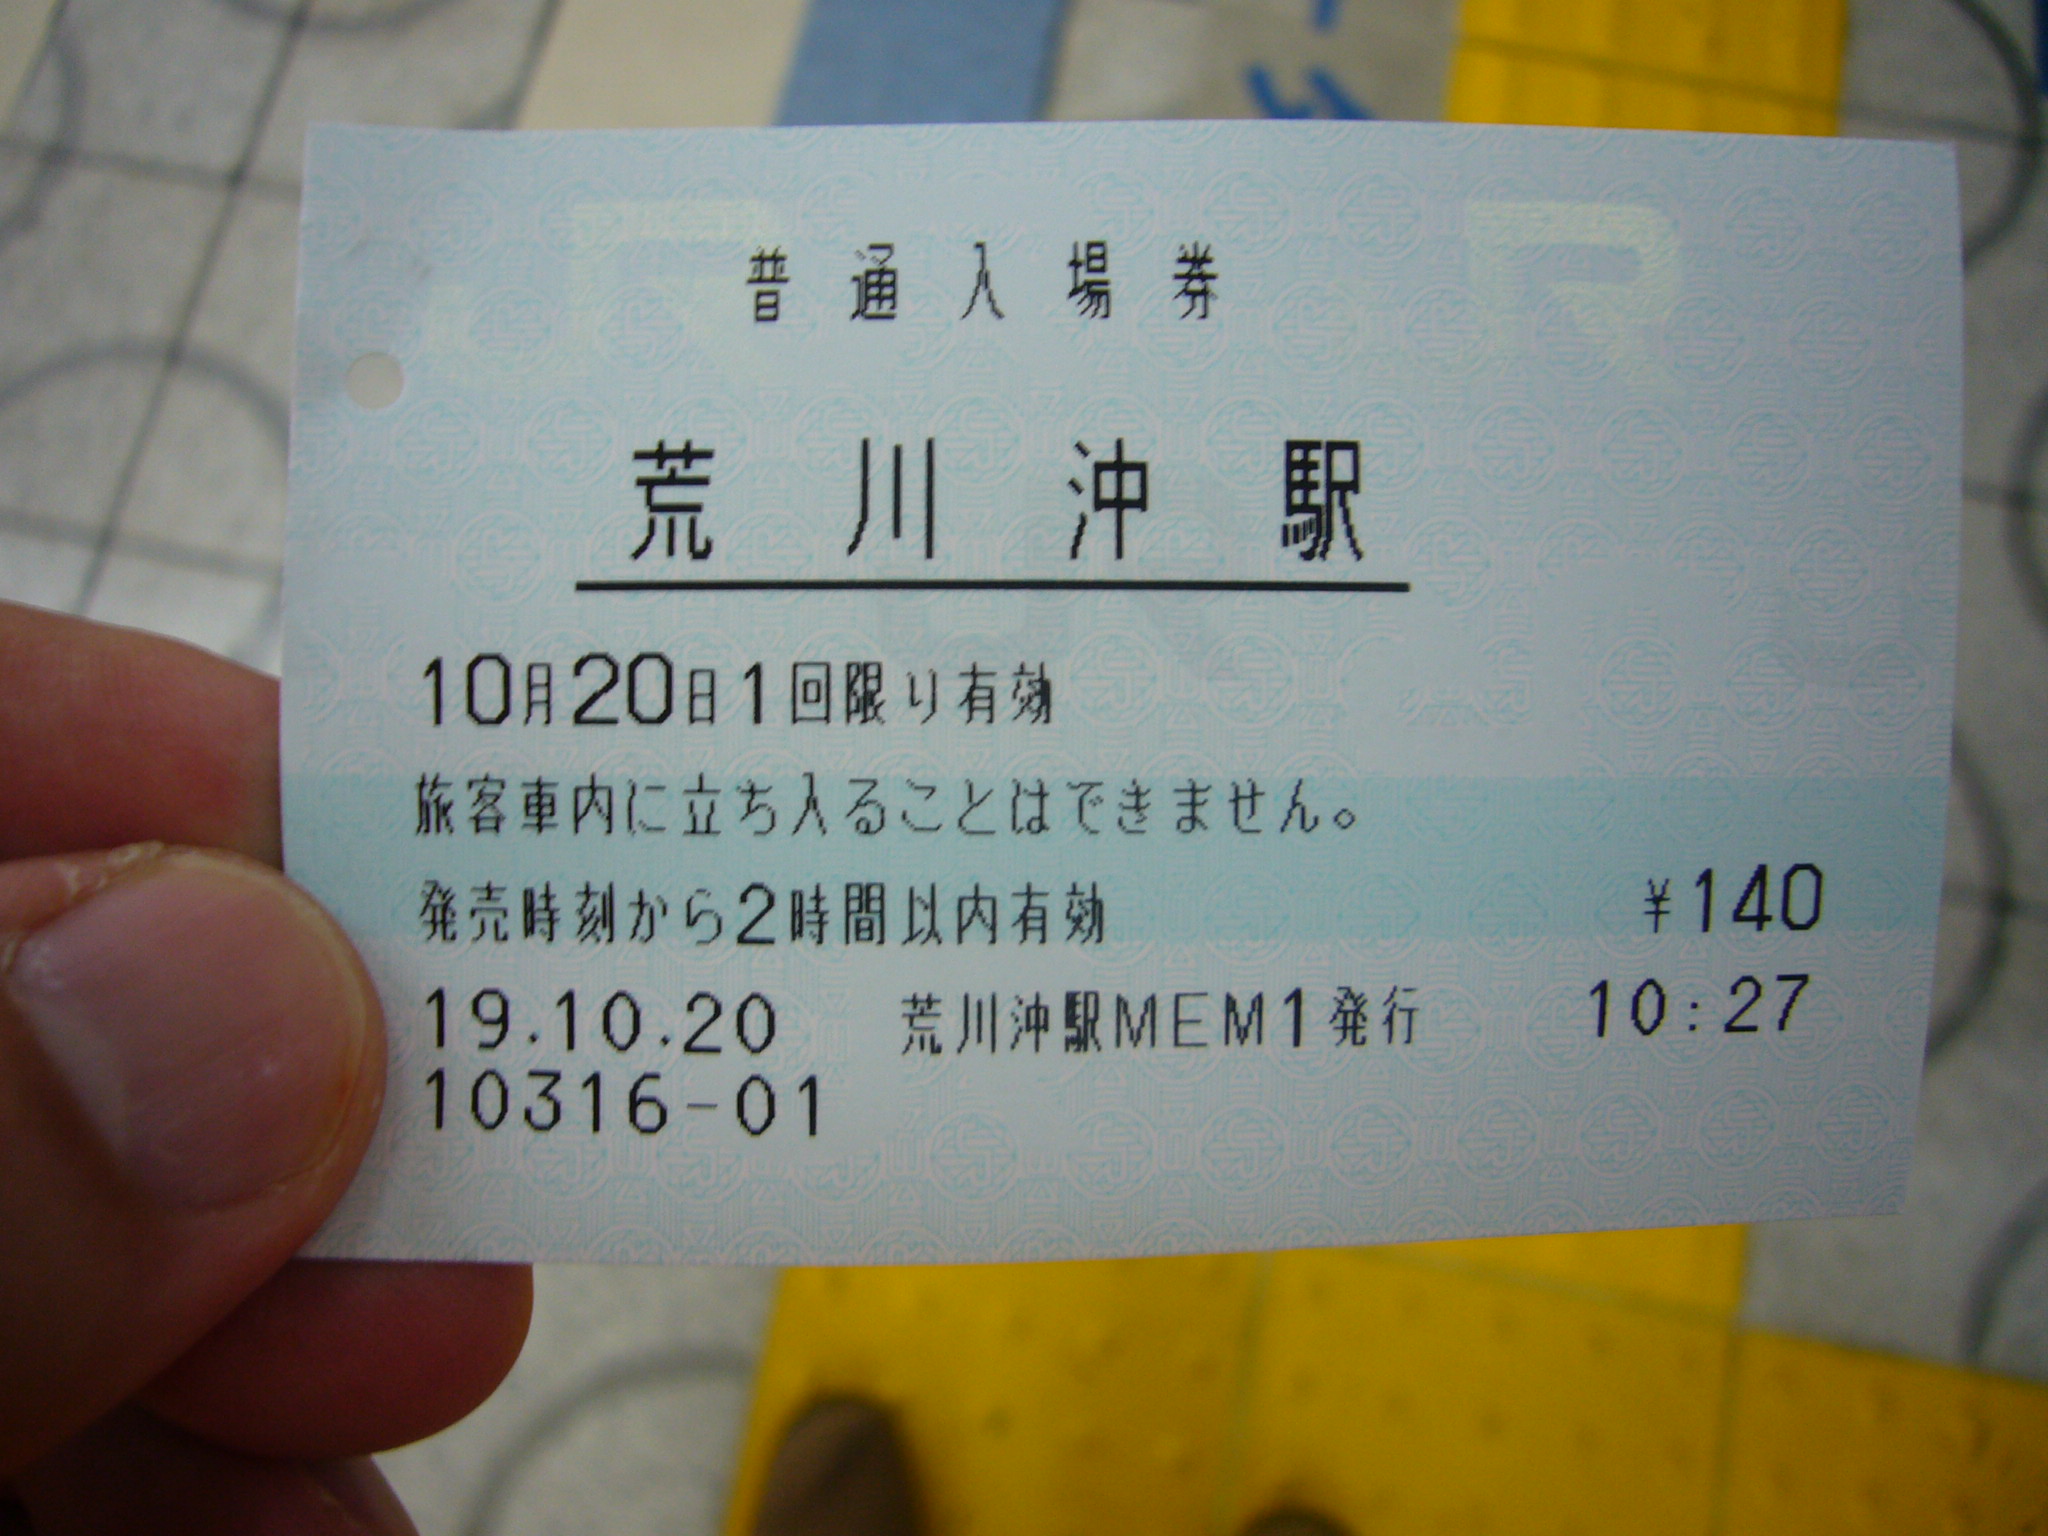 普通入場券
荒川沖駅
10月20日1回限り有効
旅客車内に立ち入ることはできません。
発売時刻から2時間以内有効 ¥140
19.10.20 荒川沖駅MEM1発行 10:27
10316-01